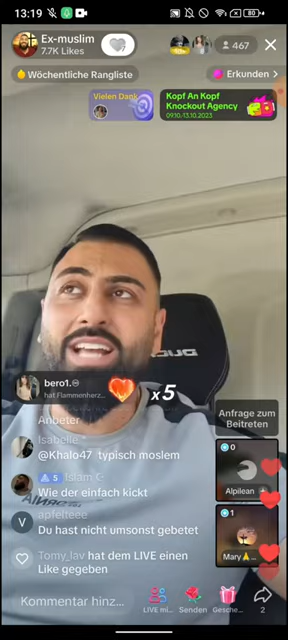 13:19
80
Ex-muslim
7.7K Likes
467
Wöchentliche Rangliste
Erkunden >
Vielen Dank
Kopf An Kopf
Knockout Agency
09.10.-13.10.2023
bero1.
hat Flammenherz...
x5
Anbeter
Isabelle
@Khalo47 typisch moslem
5 Islam
Wie der einfach kickt
V apfelteee
Du hast nicht umsonst gebetet
Tomy_lav hat dem LIVE einen
Like gegeben
Anfrage zum
Beitreten
0
Alpilean +
1
Mary
Kommentar hinz...
LIVE mi...
Senden
Gesche...
2